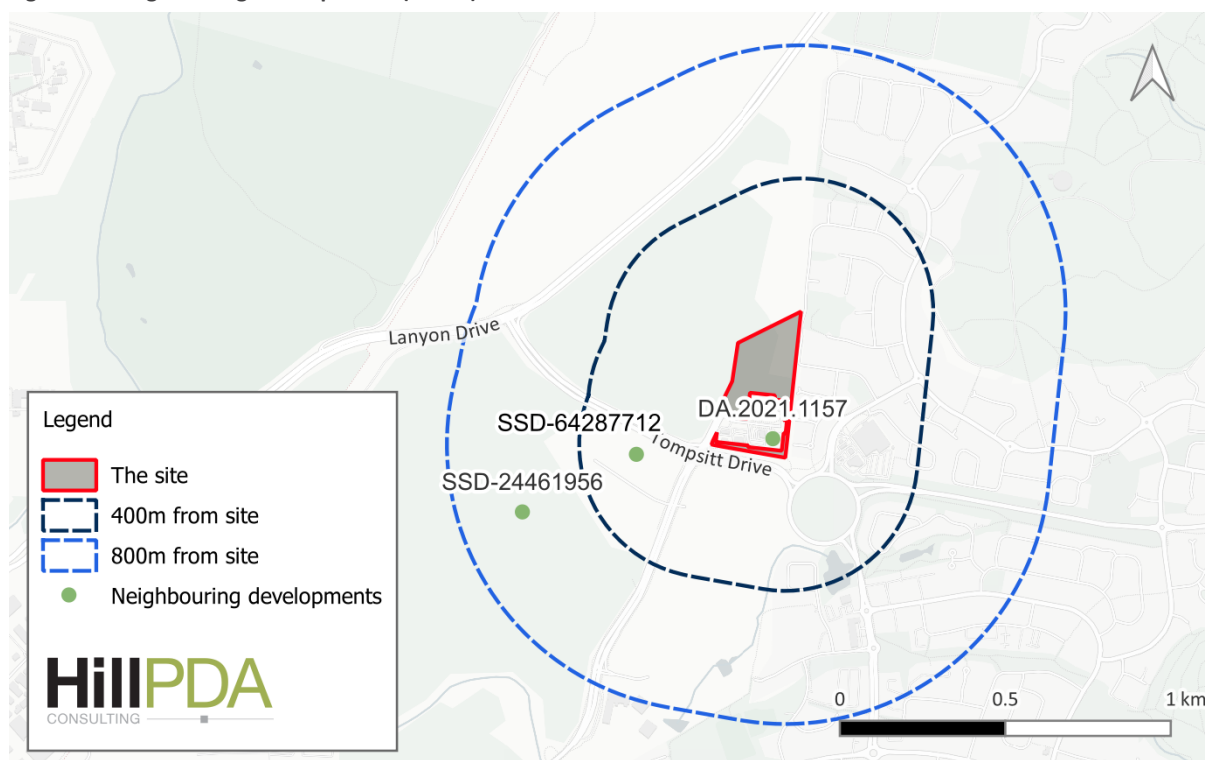 Lanyon Drive
DA.2021.1157
SSD-64287712
Tompsitt Drive
SSD-24461956
Legend
The site
400m from site
800m from site
Neighbouring developments
HillPDA
CONSULTING
0 0.5 1 km